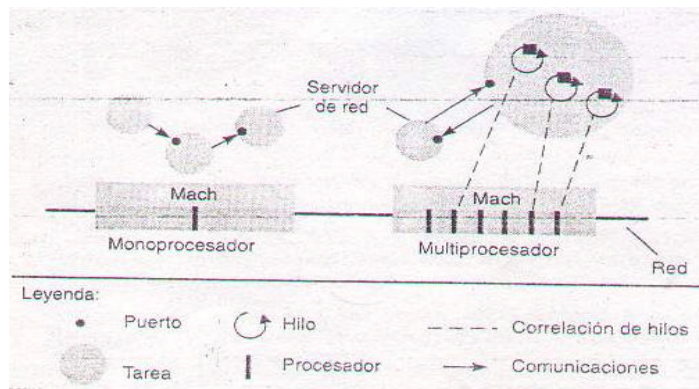 Servidor
de red
Mach
Mach
Monoprocesador
Multiprocesador
Red
Leyenda:
Puerto
Hilo
Correlación de hilos
Tarea
Procesador
Comunicaciones